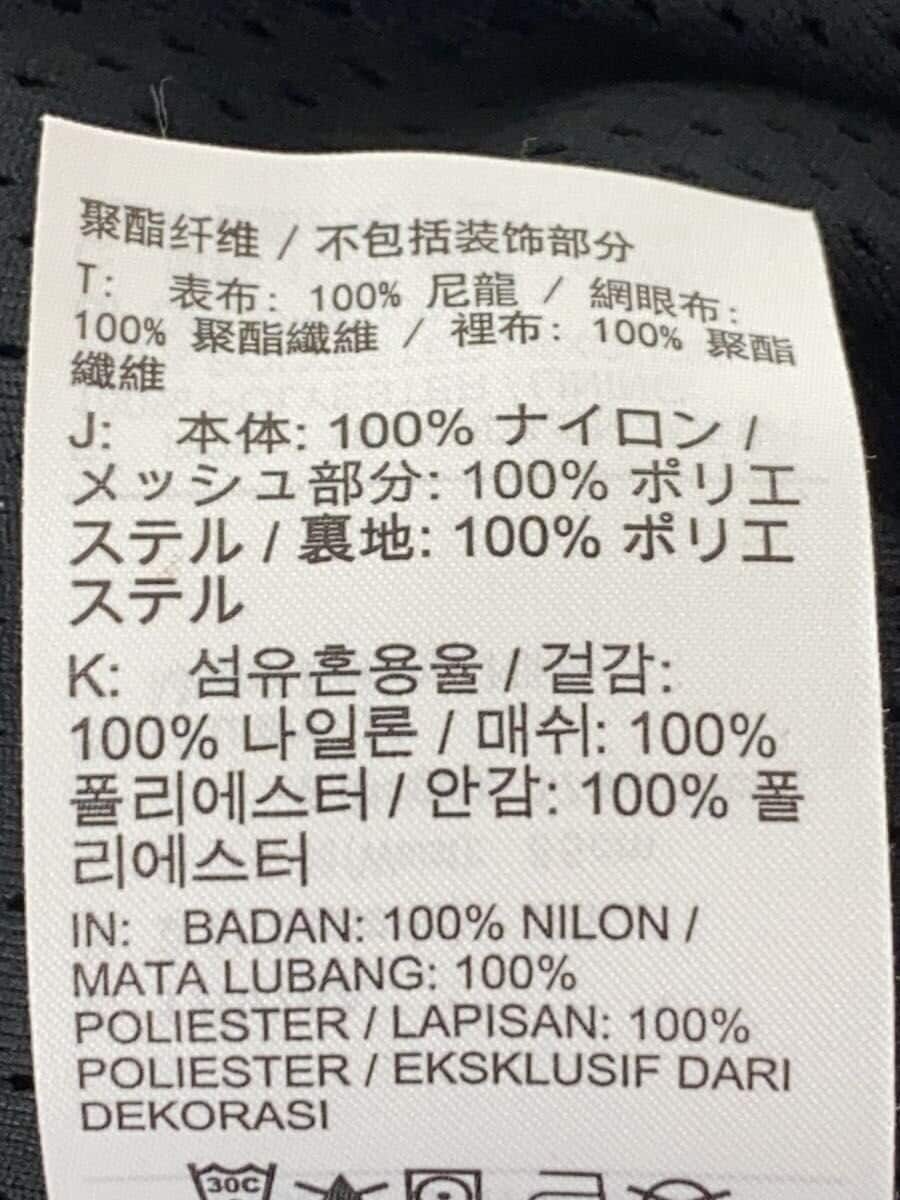 聚酯纤维 / 不包括装饰部分
T: 表布: 100% 尼龍 / 網眼布:
100% 聚酯纖維 / 裡布: 100% 聚酯
纖維
J: 本体: 100% ナイロン /
メッシュ部分: 100% ポリエ
ステル / 裏地: 100% ポリエ
ステル
K: 섬유혼용율 / 겉감:
100% 나일론 / 매쉬: 100%
폴리에스터 / 안감: 100% 폴
리에스터
IN: BADAN: 100% NILON /
MATA LUBANG: 100%
POLIESTER / LAPISAN: 100%
POLIESTER / EKSKLUSIF DARI
DEKORASI
30C